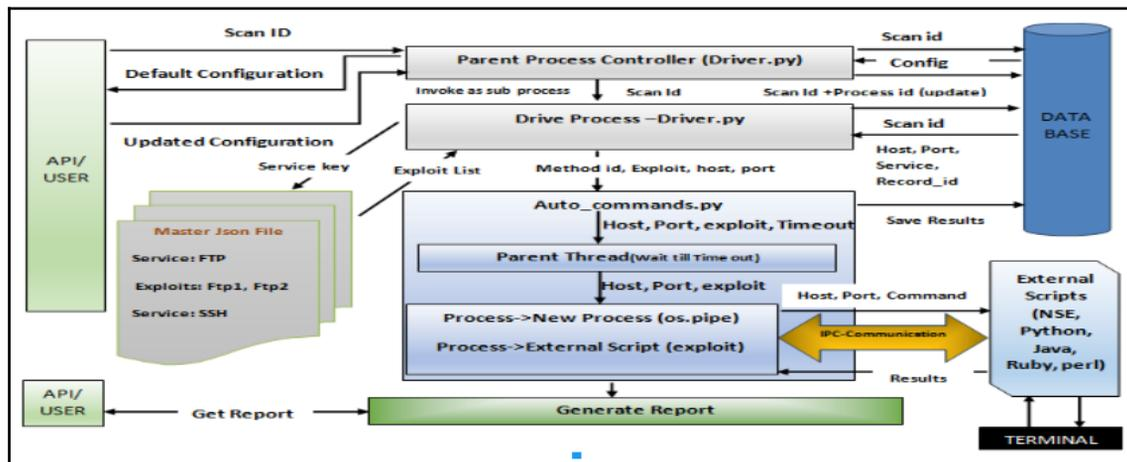 Scan ID
Scan id
Parent Process Controller (Driver.py)
Default Configuration
Config
Invoke as sub process
Scan Id
Scan Id +Process id (update)
Drive Process –Driver.py
Scan id
Updated Configuration
API/
USER
DATA
BASE
Service key
Exploit List
Method id, Exploit, host, port
Host, Port,
Service,
Record_id
Auto_commands.py
Save Results
Host, Port, exploit, Timeout
Master Json File
Service: FTP
Exploits: Ftp1, Ftp2
Service: SSH
Parent Thread(Wait till Time out)
Host, Port, exploit
Host, Port, Command
External
Scripts
(NSE,
Python,
Java,
Ruby, perl)
Process->New Process (os.pipe)
Process->External Script (exploit)
IPC-Communication
Results
API/
USER
Get Report
Generate Report
TERMINAL